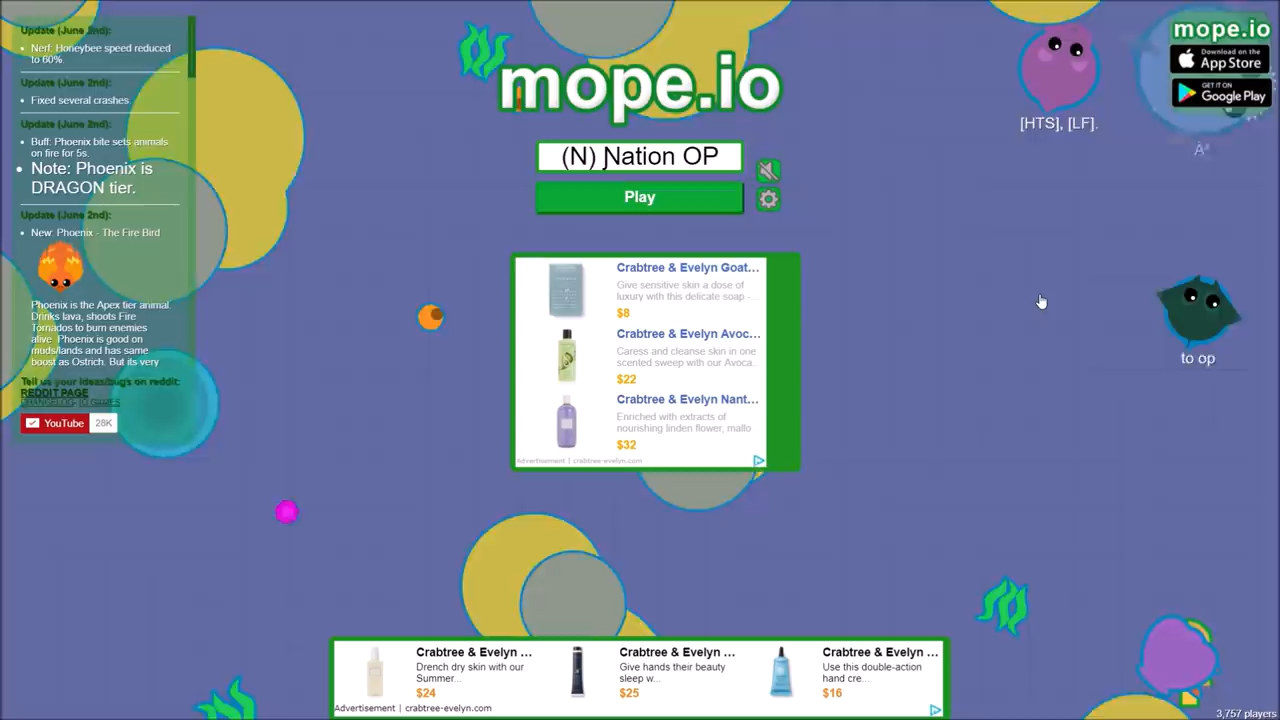 Update (June 2nd):
Nerf: Honeybee speed reduced
to 60%.
Update (June 2nd):
Fixed several crashes.
Update (June 2nd):
Buff: Phoenix bite sets animals
on fire for 5s.
Note: Phoenix is
DRAGON tier.
Update (June 2nd):
New: Phoenix - The Fire Bird
Phoenix is the Apex tier animal.
Drinks lava, shoots Fire
Tornados to burn enemies
alive. Phoenix is good on
muds/lands and has same
boost as Ostrich. But its very
Tell us your ideas/bugs on reddit:
REDDIT PAGE
CHANGELOG, IO GAMES
YouTube 28K
mope.io
(N) Nation OP
Play
Crabtree & Evelyn Goat...
Give sensitive skin a dose of
luxury with this delicate soap -...
$8
Crabtree & Evelyn Avoc...
Caress and cleanse skin in one
scented sweep with our Avoca.
$22
Crabtree & Evelyn Nant...
Enriched with extracts of
nourishing linden flower, mallo
$32
Advertisement | crabtree-evelyn.com
[HTS], [LF].
mope.io
Download on the
App Store
GET IT ON
Google Play
to op
Crabtree & Evelyn ...
Drench dry skin with our
Summer...
$24
Crabtree & Evelyn ...
Give hands their beauty
sleep w...
$25
Crabtree & Evelyn ...
Use this double-action
hand cre...
$16
Advertisement | crabtree-evelyn.com
3,757 players